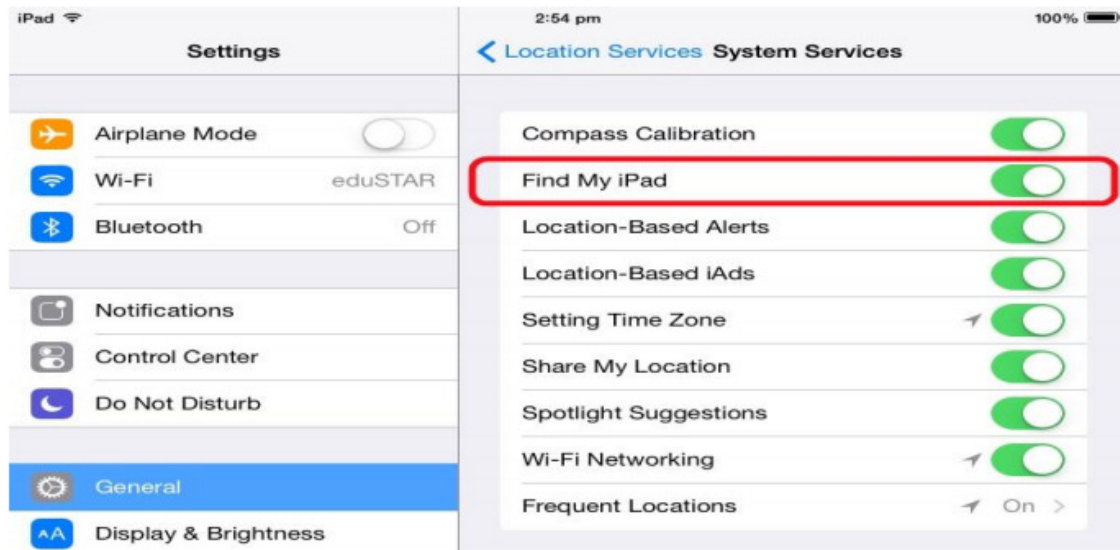 iPad
2:54 pm
100%
Settings
Location Services System Services
Airplane Mode
Wi-Fi eduSTAR
Bluetooth Off
Notifications
Control Center
Do Not Disturb
General
AA Display & Brightness
Compass Calibration
Find My iPad
Location-Based Alerts
Location-Based iAds
Setting Time Zone
Share My Location
Spotlight Suggestions
Wi-Fi Networking
Frequent Locations On